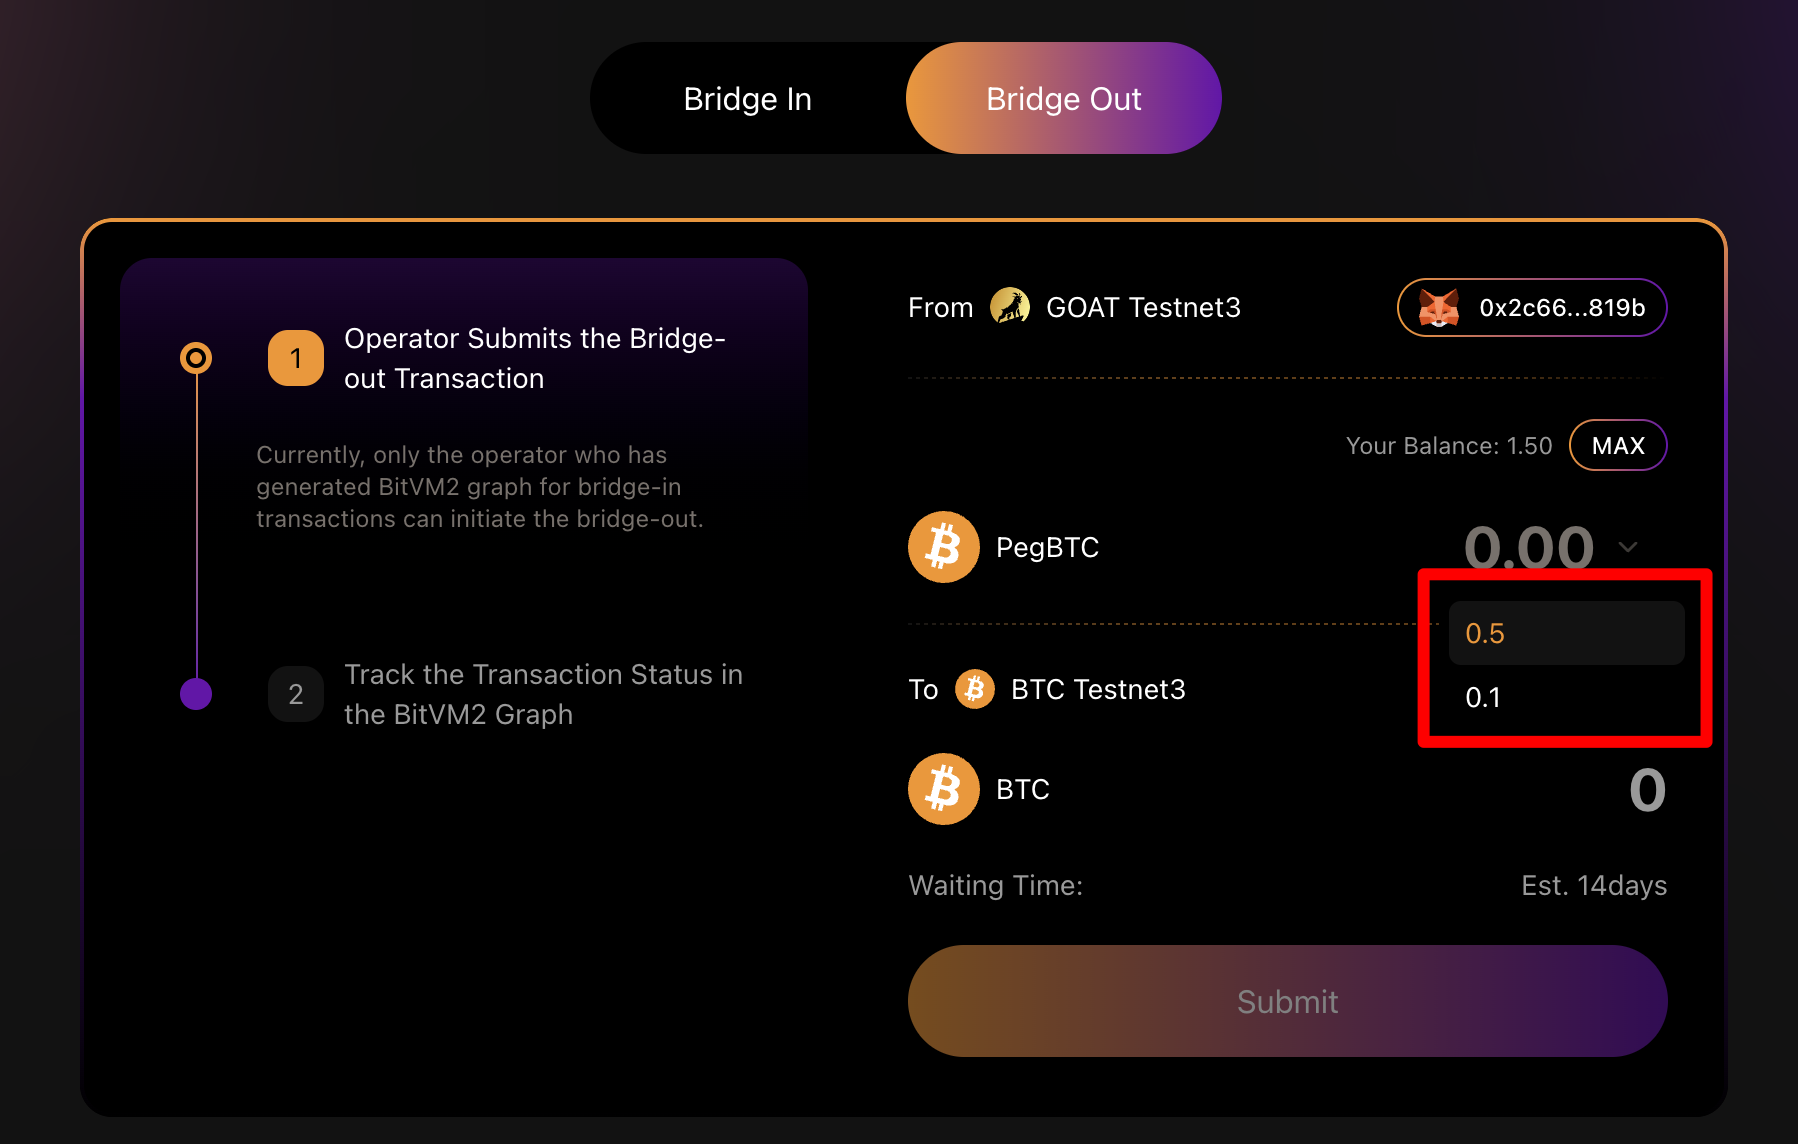 Bridge In
Bridge Out
1
Operator Submits the Bridge-
out Transaction
Currently, only the operator who has
generated BitVM2 graph for bridge-in
transactions can initiate the bridge-out.
2
Track the Transaction Status in
the BitVM2 Graph
From GOAT Testnet3
0x2c66...819b
Your Balance: 1.50
MAX
PegBTC
0.00
0.5
0.1
To BTC Testnet3
BTC
0
Waiting Time:
Est. 14days
Submit